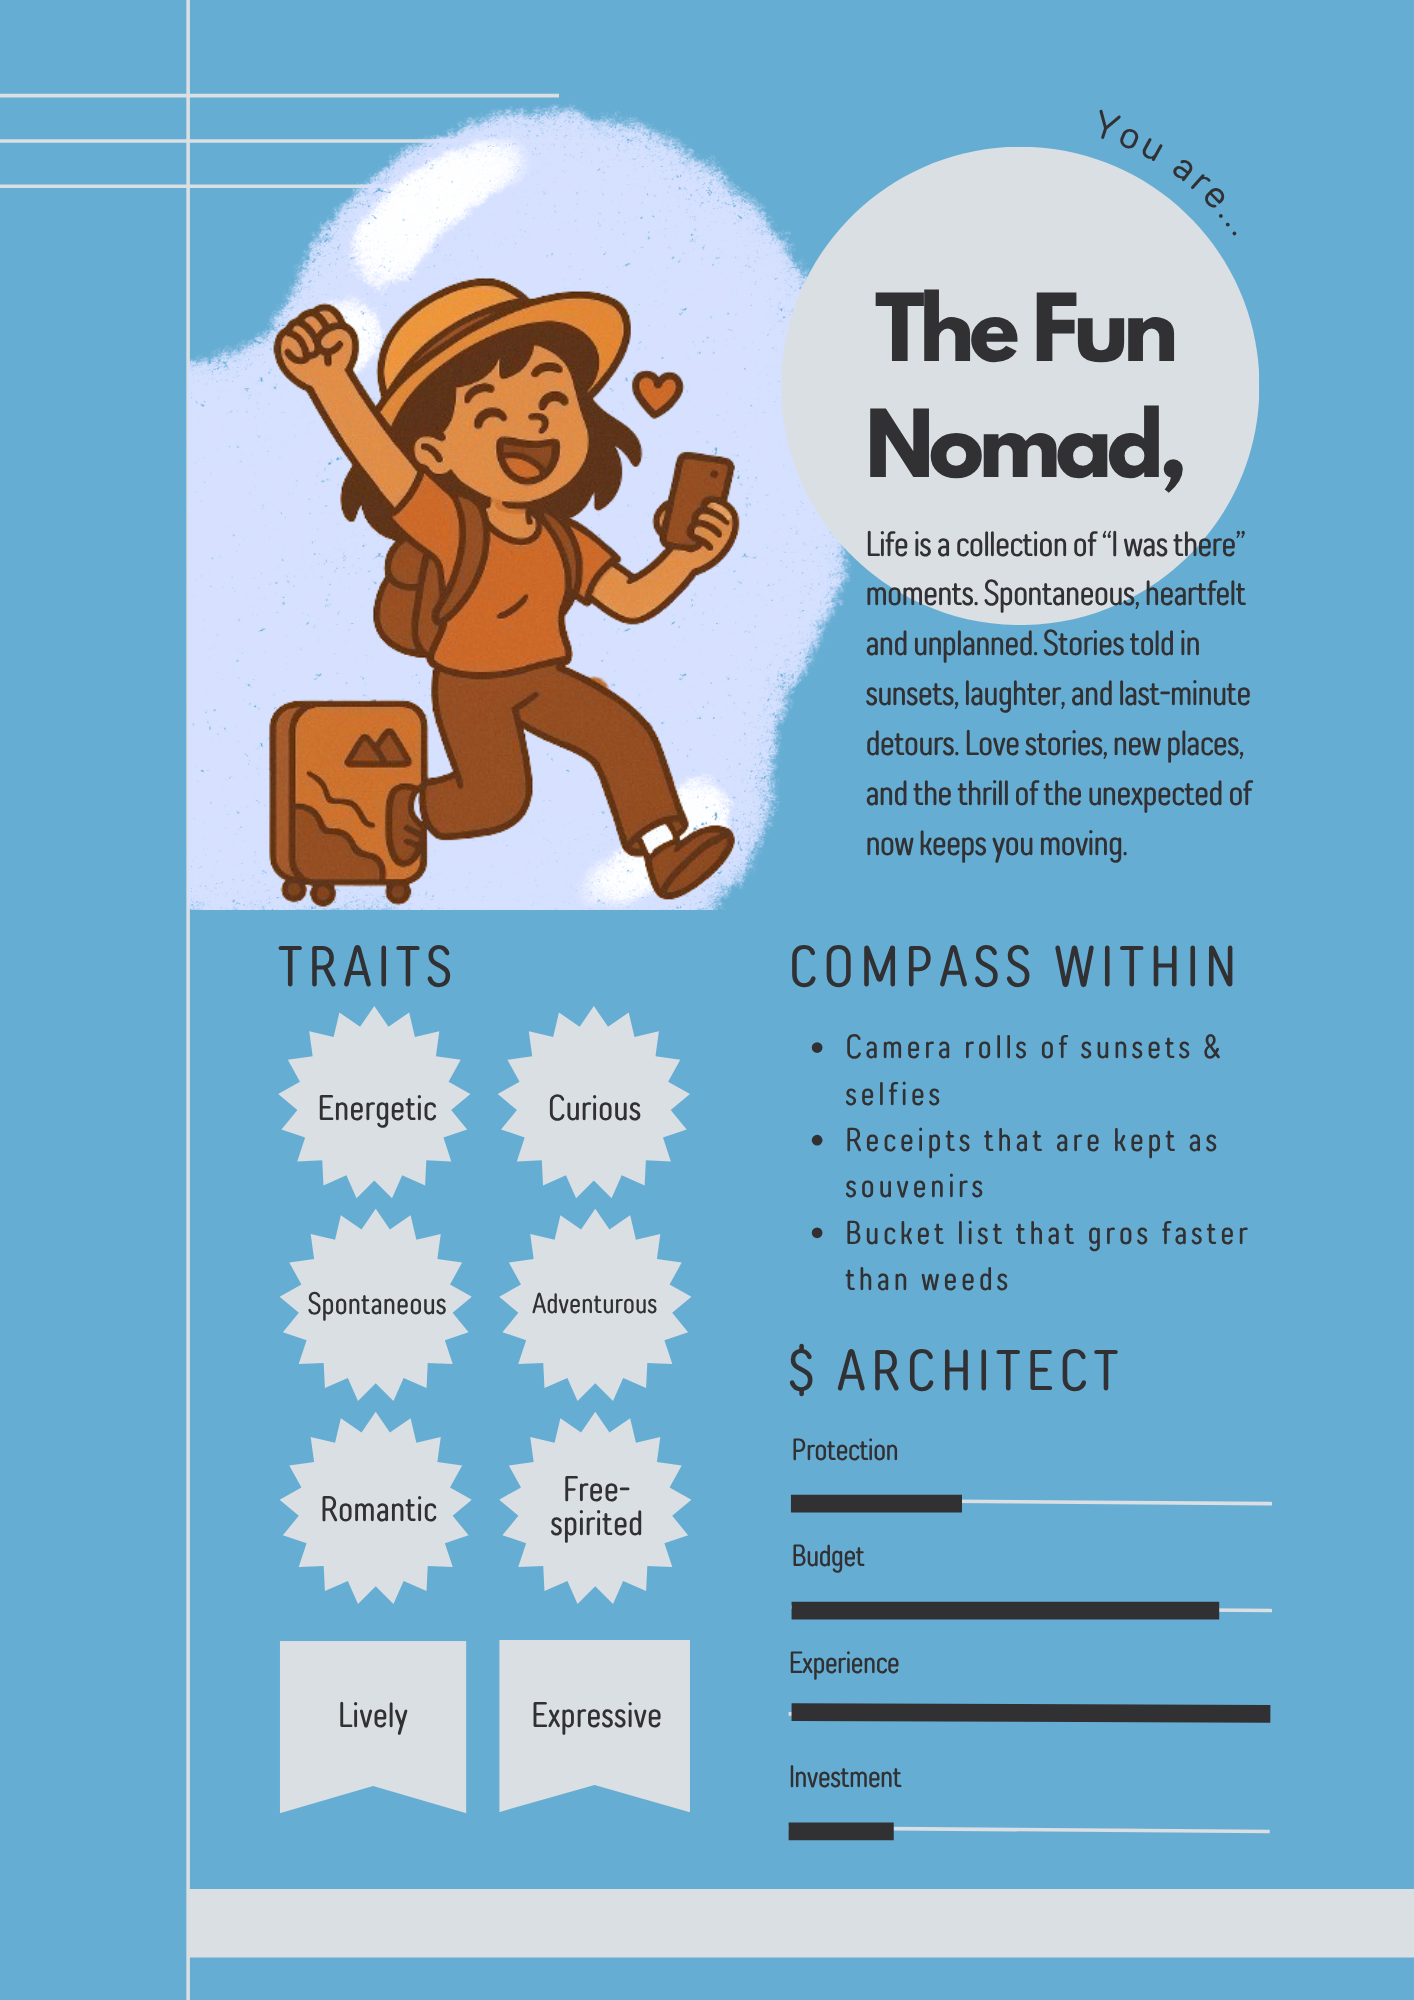 You are...
The Fun
Nomad,
Life is a collection of “I was there”
moments. Spontaneous, heartfelt
and unplanned. Stories told in
sunsets, laughter, and last-minute
detours. Love stories, new places,
and the thrill of the unexpected of
now keeps you moving.
TRAITS
Energetic
Curious
Spontaneous
Adventurous
Romantic
Free-
spirited
Lively
Expressive
COMPASS WITHIN
• Camera rolls of sunsets &
selfies
• Receipts that are kept as
souvenirs
• Bucket list that gros faster
than weeds
$ ARCHITECT
Protection
Budget
Experience
Investment